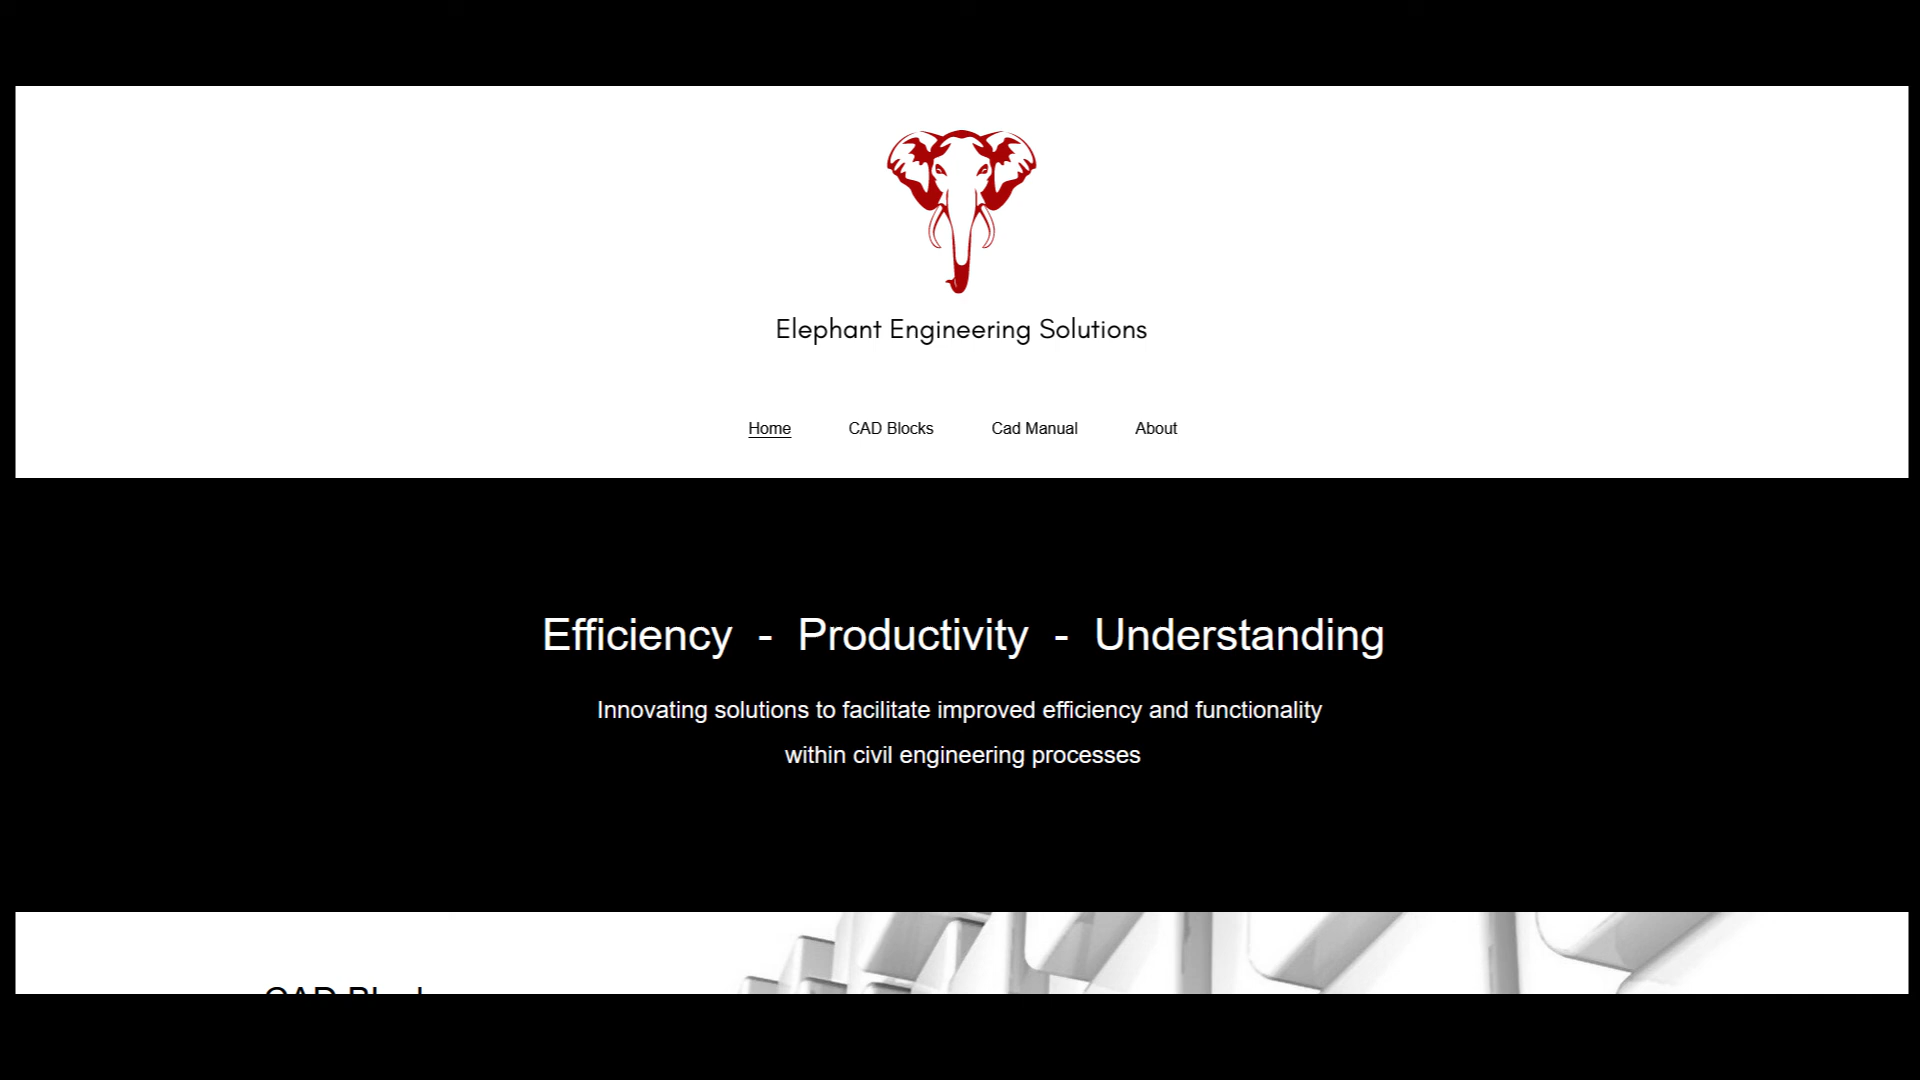 Elephant Engineering Solutions
Home CAD Blocks Cad Manual About
Efficiency - Productivity - Understanding
Innovating solutions to facilitate improved efficiency and functionality
within civil engineering processes
CAD